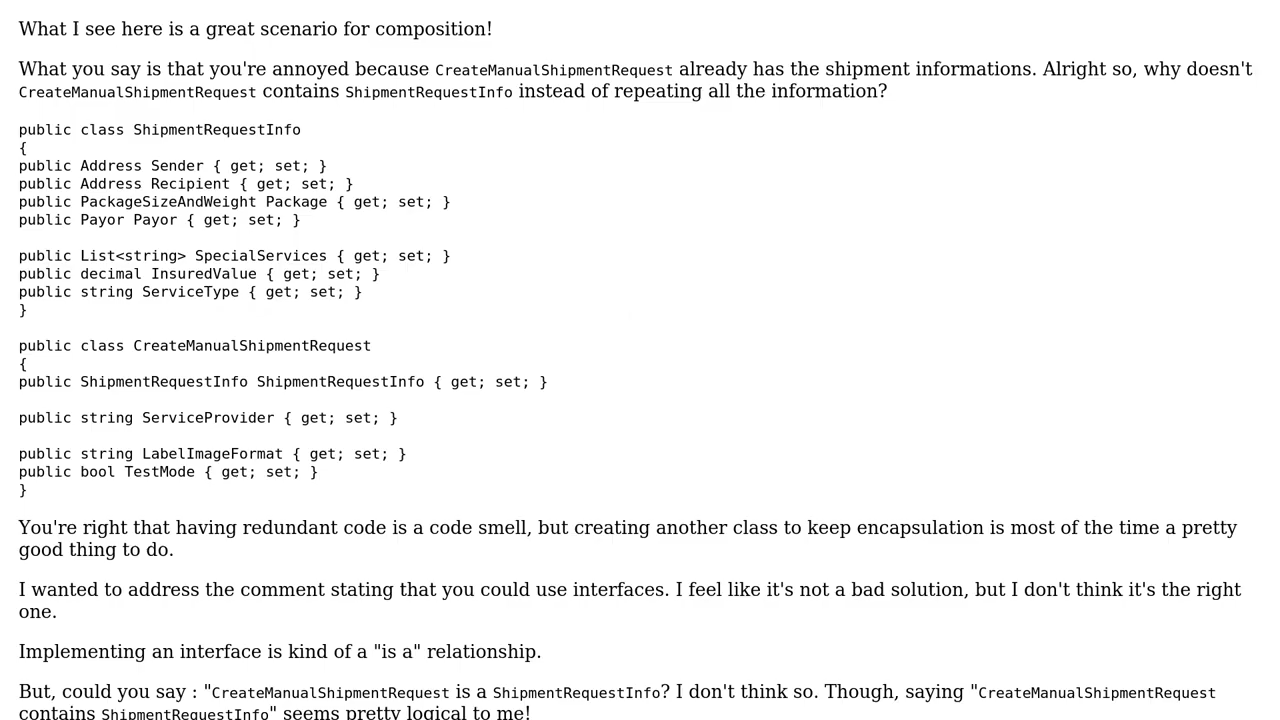 What I see here is a great scenario for composition!
What you say is that you're annoyed because CreateManualShipmentRequest already has the shipment informations. Alright so, why doesn't
CreateManualShipmentRequest contains ShipmentRequestInfo instead of repeating all the information?
public class ShipmentRequestInfo
{
public Address Sender { get; set; }
public Address Recipient { get; set; }
public PackageSizeAndWeight Package { get; set; }
public Payor Payor { get; set; }
public List<string> SpecialServices { get; set; }
public decimal InsuredValue { get; set; }
public string ServiceType { get; set; }
}
public class CreateManualShipmentRequest
{
public ShipmentRequestInfo ShipmentRequestInfo { get; set; }
public string ServiceProvider { get; set; }
public string LabelImageFormat { get; set; }
public bool TestMode { get; set; }
}
You're right that having redundant code is a code smell, but creating another class to keep encapsulation is most of the time a pretty
good thing to do.
I wanted to address the comment stating that you could use interfaces. I feel like it's not a bad solution, but I don't think it's the right
one.
Implementing an interface is kind of a "is a" relationship.
But, could you say : "CreateManualShipmentRequest is a ShipmentRequestInfo? I don't think so. Though, saying "CreateManualShipmentRequest
contains ShipmentRequestInfo" seems pretty logical to me!